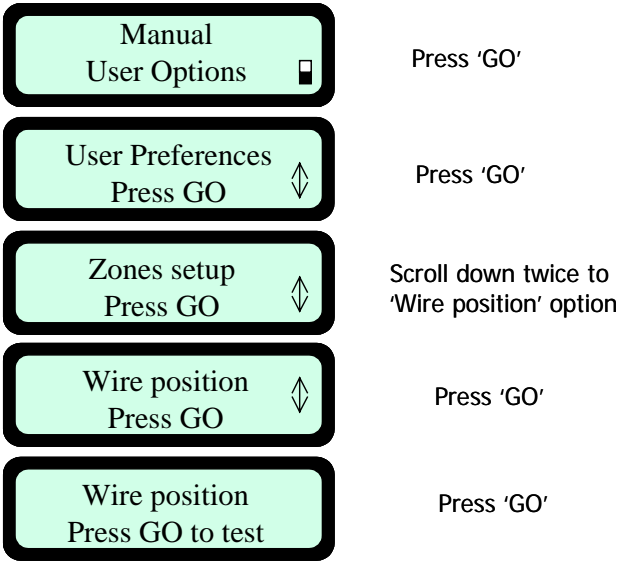 Manual
User Options
Press ‘GO’
User Preferences
Press GO
Press ‘GO’
Zones setup
Press GO
Scroll down twice to
‘Wire position’ option
Wire position
Press GO
Press ‘GO’
Wire position
Press GO to test
Press ‘GO’